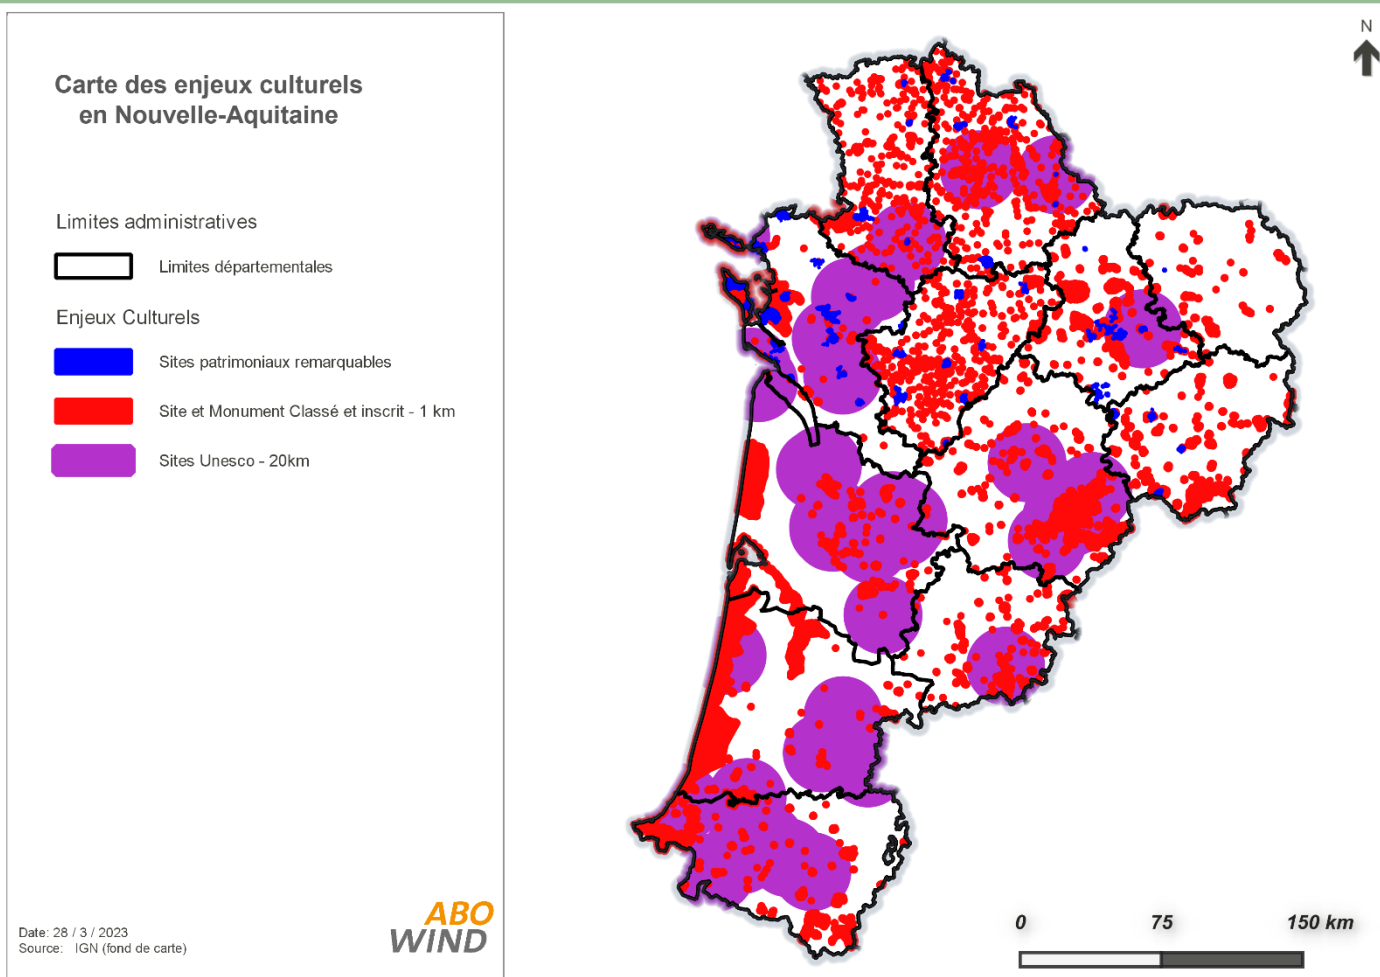 Carte des enjeux culturels
en Nouvelle-Aquitaine
Limites administratives
Limites départementales
Enjeux Culturels
Sites patrimoniaux remarquables
Site et Monument Classé et inscrit - 1 km
Sites Unesco - 20km
Date: 28 / 3 / 2023
Source: IGN (fond de carte)
ABO
WIND
N
0 75 150 km